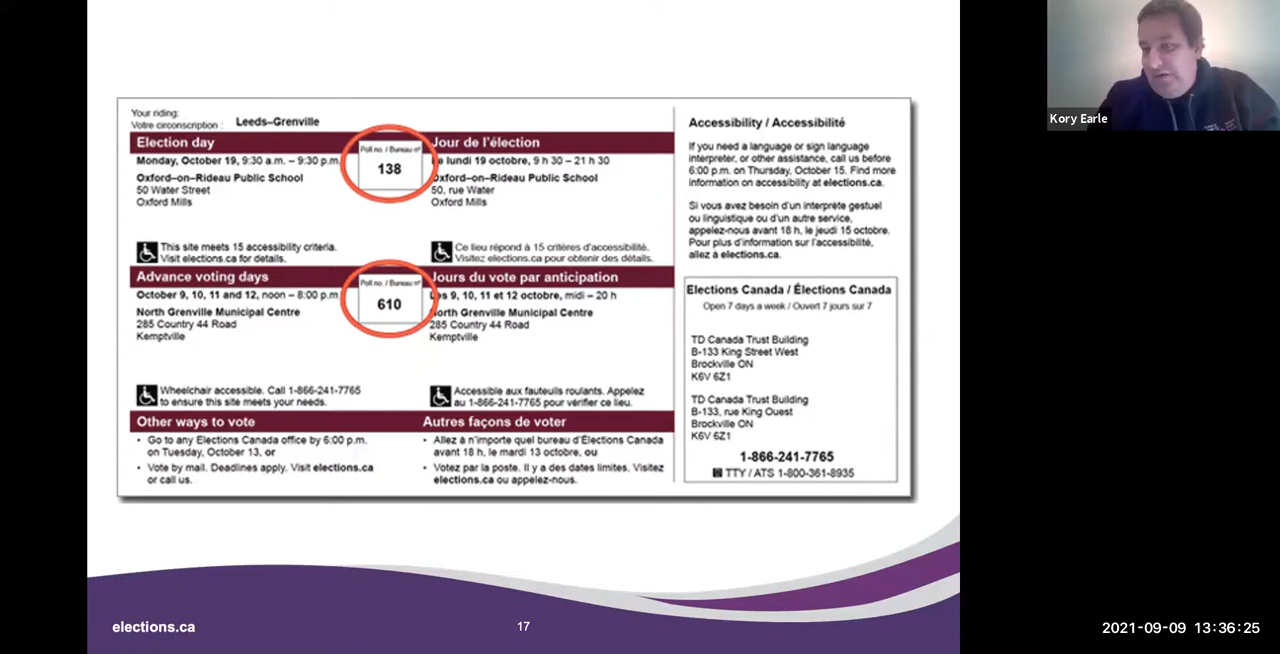 Your riding:
Votre circonscription : Leeds–Grenville
Election day
Monday, October 19, 9:30 a.m. – 9:30 p.m.
Oxford–on–Rideau Public School
50 Water Street
Oxford Mills
Poll no. / Bureau nº
138
Jour de l'élection
Le lundi 19 octobre, 9 h 30 – 21 h 30
Oxford–on–Rideau Public School
50, rue Water
Oxford Mills
This site meets 15 accessibility criteria.
Visit elections.ca for details.
Ce lieu répond à 15 critères d'accessibilité.
Visitez elections.ca pour obtenir des détails.
Advance voting days
October 9, 10, 11 and 12, noon – 8:00 p.m.
North Grenville Municipal Centre
285 Country 44 Road
Kemptville
Poll no. / Bureau nº
610
Jours du vote par anticipation
Les 9, 10, 11 et 12 octobre, midi – 20 h
North Grenville Municipal Centre
285 Country 44 Road
Kemptville
Wheelchair accessible. Call 1-866-241-7765
to ensure this site meets your needs.
Accessible aux fauteuils roulants. Appelez
au 1-866-241-7765 pour vérifier ce lieu.
Other ways to vote
• Go to any Elections Canada office by 6:00 p.m.
on Tuesday, October 13, or
• Vote by mail. Deadlines apply. Visit elections.ca
or call us.
Autres façons de voter
• Allez à n'importe quel bureau d'Élections Canada
avant 18 h, le mardi 13 octobre, ou
• Votez par la poste. Il y a des dates limites. Visitez
elections.ca ou appelez-nous.
Accessibility / Accessibilité
If you need a language or sign language
interpreter, or other assistance, call us before
6:00 p.m. on Thursday, October 15. Find more
information on accessibility at elections.ca.
Si vous avez besoin d'un interprète gestuel
ou linguistique ou d'un autre service,
appelez-nous avant 18 h, le jeudi 15 octobre.
Pour plus d'information sur l'accessibilité,
allez à elections.ca.
Elections Canada / Élections Canada
Open 7 days a week / Ouvert 7 jours sur 7
TD Canada Trust Building
B-133 King Street West
Brockville ON
K6V 6Z1
TD Canada Trust Building
B-133, rue King Ouest
Brockville ON
K6V 6Z1
1-866-241-7765
TTY / ATS 1-800-361-8935
elections.ca
17
Kory Earle
2021-09-09 13:36:25